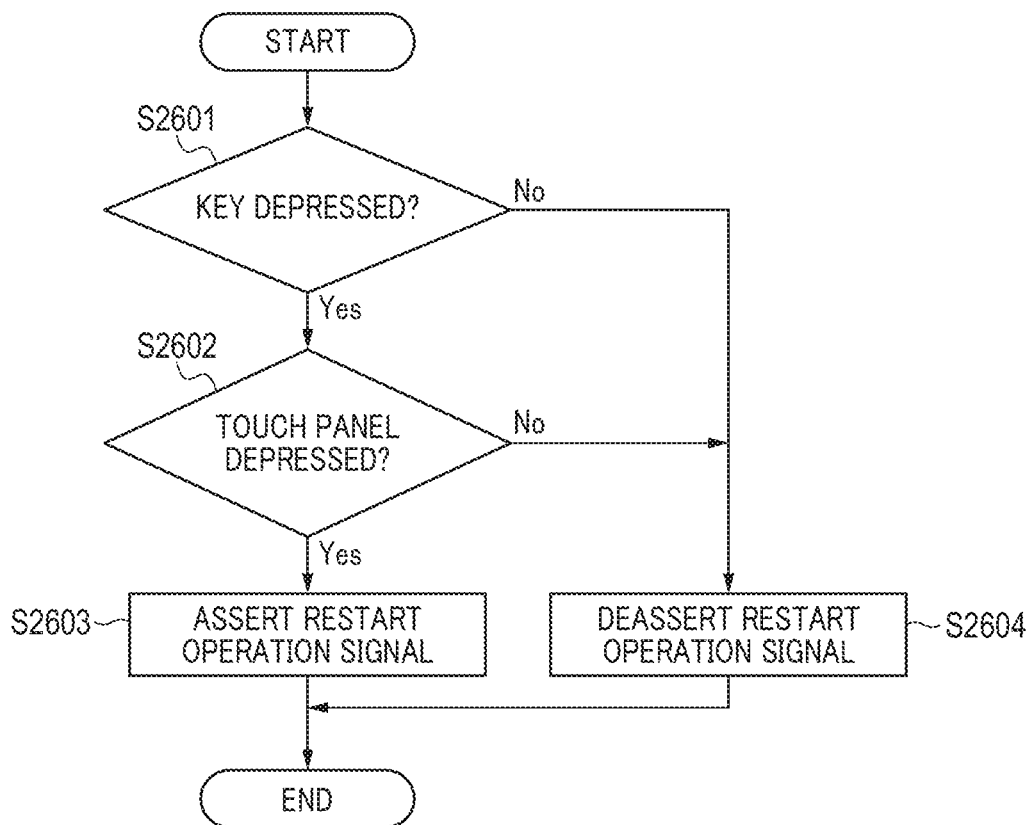 START
S2601
KEY DEPRESSED?
No
Yes
S2602
TOUCH PANEL
DEPRESSED?
No
Yes
S2603
ASSERT RESTART
OPERATION SIGNAL
DEASSERT RESTART
OPERATION SIGNAL
S2604
END